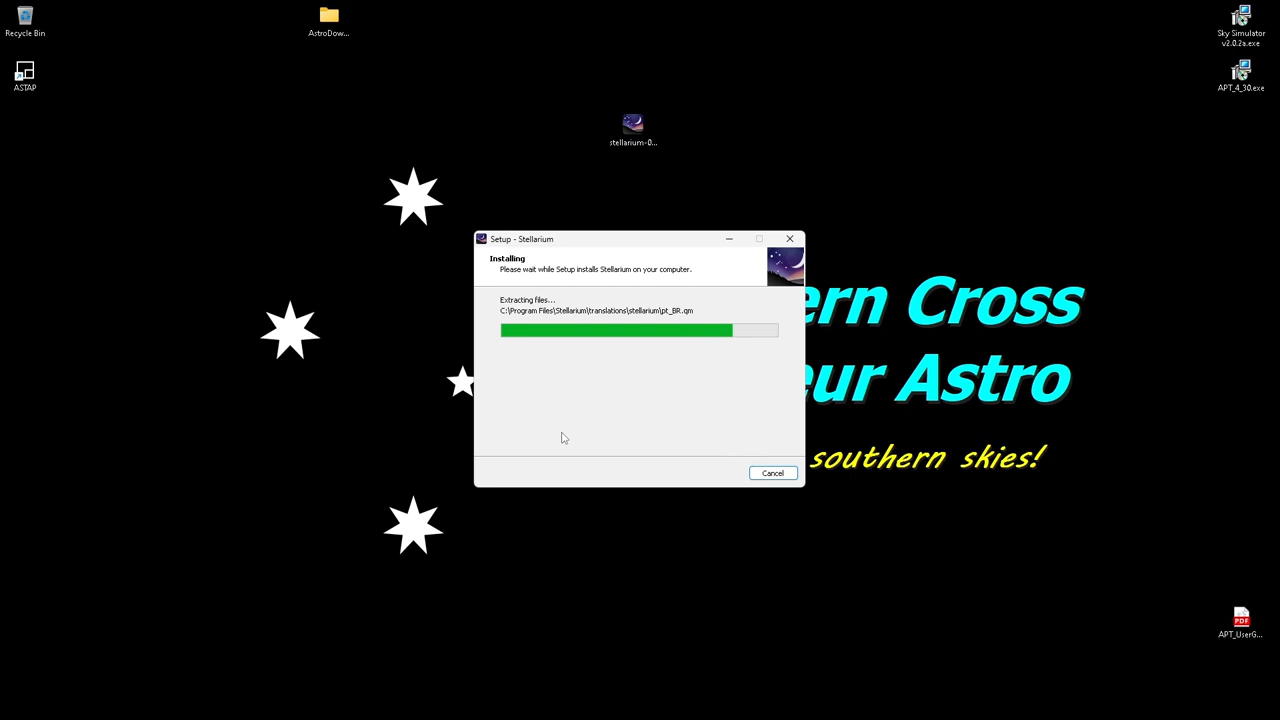 Recycle Bin
AstroDow...
Sky Simulator
v2.0.2a.exe
ASTAP
APT_4_30.exe
stellarium-0...
Setup - Stellarium
Installing
Please wait while Setup installs Stellarium on your computer.
Extracting files...
C:\Program Files\Stellarium\translations\stellarium\pt_BR.qm
Cancel
ern Cross
eur Astro
southern skies!
PDF
APT_UserG...